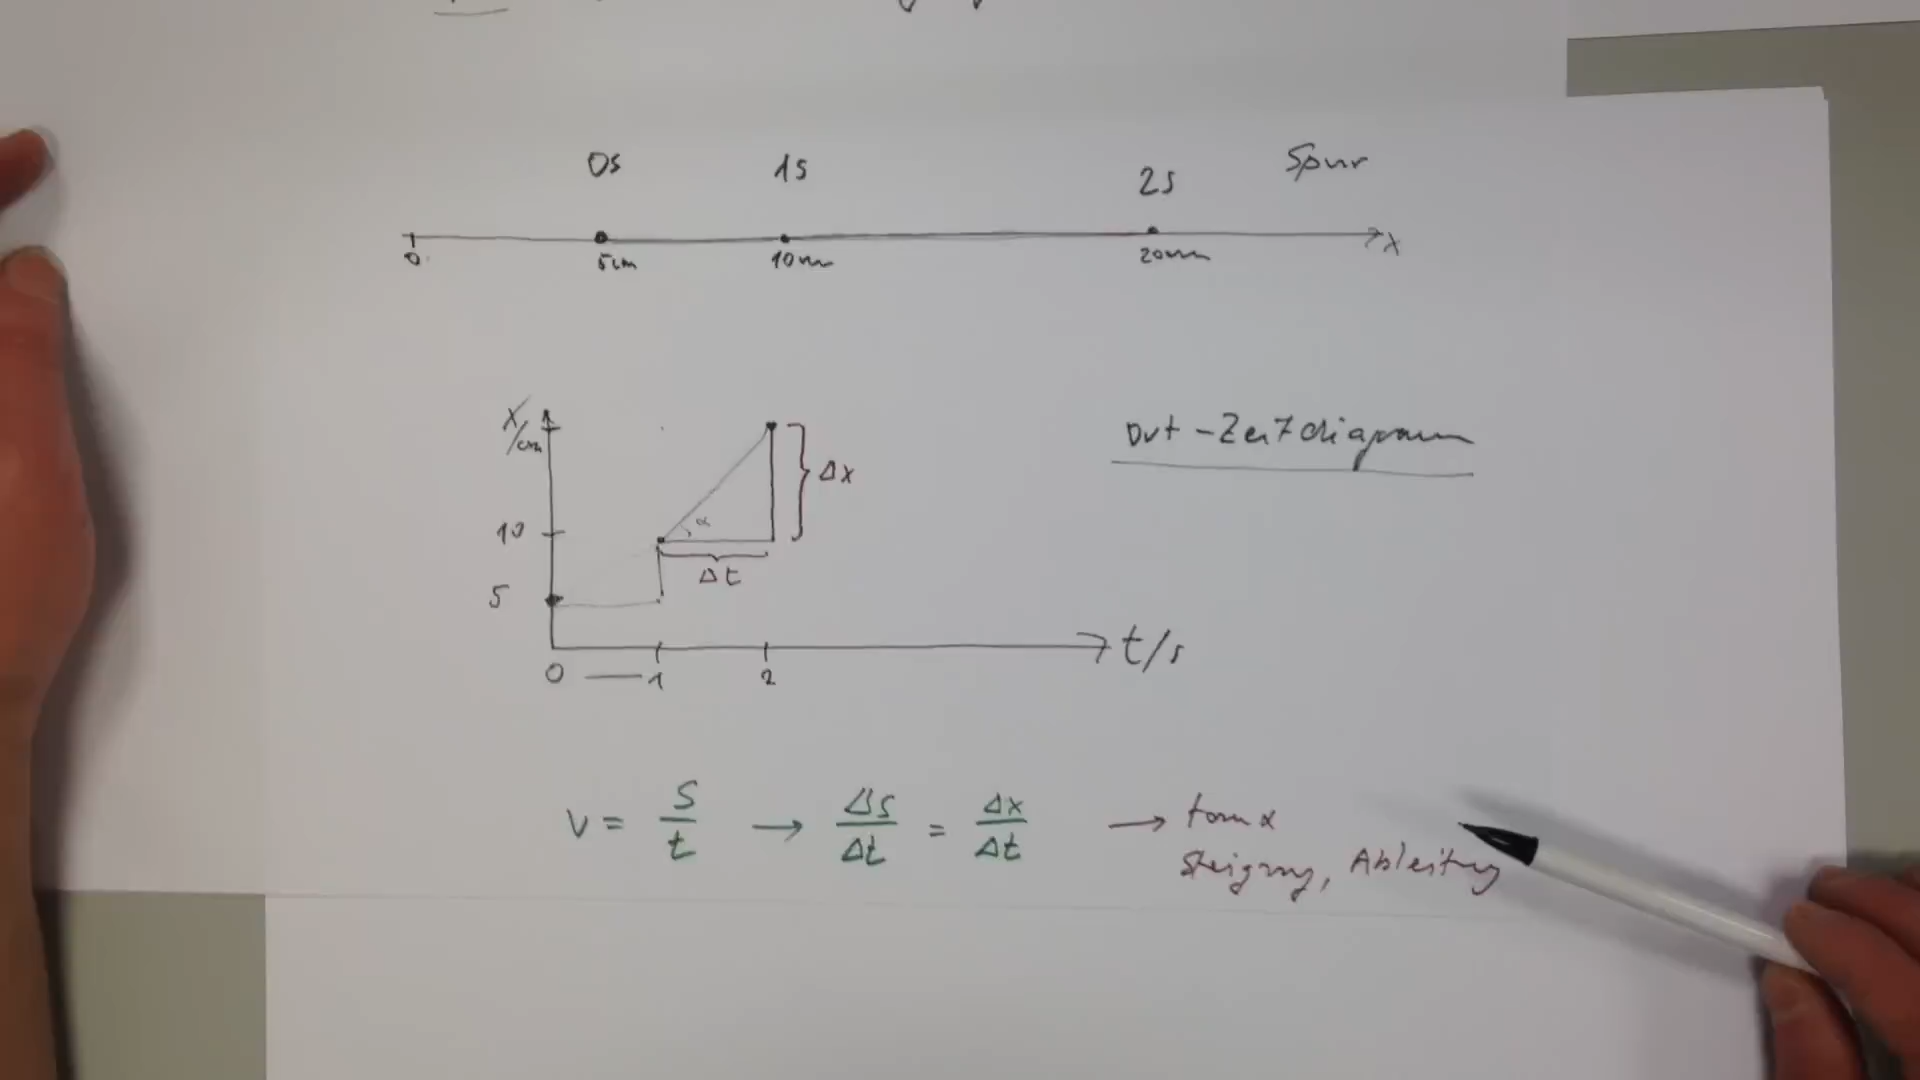 0s 1s 2s Spur
0 5cm 10cm 20cm x
x/cm
Ort-Zeitdiagramm
Δx
α
10
Δt
5
t/s
0 1 2
v = s/t → Δs/Δt = Δx/Δt → tan α
Steigung, Ableitung